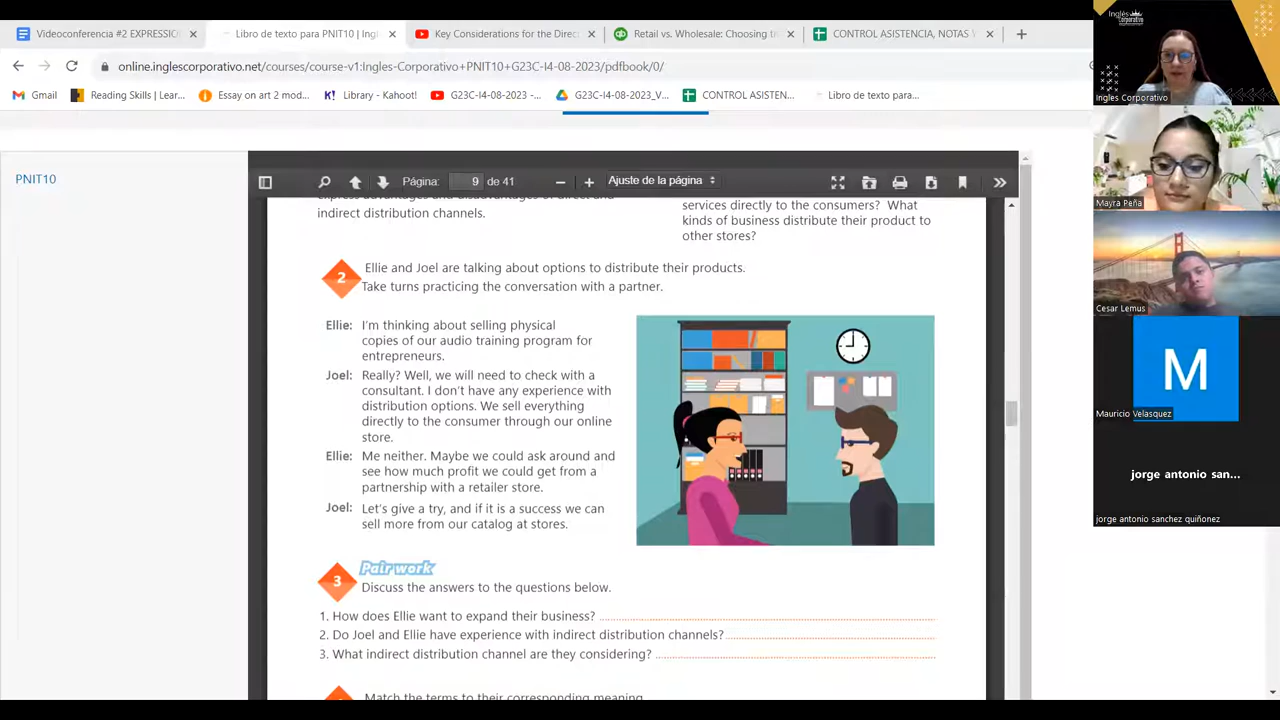 Videoconferencia #2 EXPRESSIO
Libro de texto para PNIT10 | Ingl
Key Considerations for the Direc
Retail vs. Wholesale: Choosing t
CONTROL ASISTENCIA, NOTAS Y
online.inglescorporativo.net/courses/course-v1:Ingles-Corporativo+PNIT10+G23C-I4-08-2023/pdfbook/0/
Gmail
Reading Skills | Lear...
Essay on art 2 mod...
Library - Kano...
G23C-I4-08-2023 -...
G23C-I4-08-2023_V...
CONTROL ASISTEN...
Libro de texto para...
PNIT10
Página:
9
de 41
Ajuste de la página
indirect distribution channels.
services directly to the consumers? What
kinds of business distribute their product to
other stores?
2
Ellie and Joel are talking about options to distribute their products.
Take turns practicing the conversation with a partner.
Ellie: I'm thinking about selling physical
copies of our audio training program for
entrepreneurs.
Joel: Really? Well, we will need to check with a
consultant. I don't have any experience with
distribution options. We sell everything
directly to the consumer through our online
store.
Ellie: Me neither. Maybe we could ask around and
see how much profit we could get from a
partnership with a retailer store.
Joel: Let's give a try, and if it is a success we can
sell more from our catalog at stores.
3
Pair work
Discuss the answers to the questions below.
1. How does Ellie want to expand their business?
2. Do Joel and Ellie have experience with indirect distribution channels?
3. What indirect distribution channel are they considering?
Match the terms to their corresponding meaning
Inglés
Corporativo
Ingles Corporativo
Mayra Peña
Cesar Lemus
M
Mauricio Velasquez
jorge antonio san...
jorge antonio sanchez quiñonez